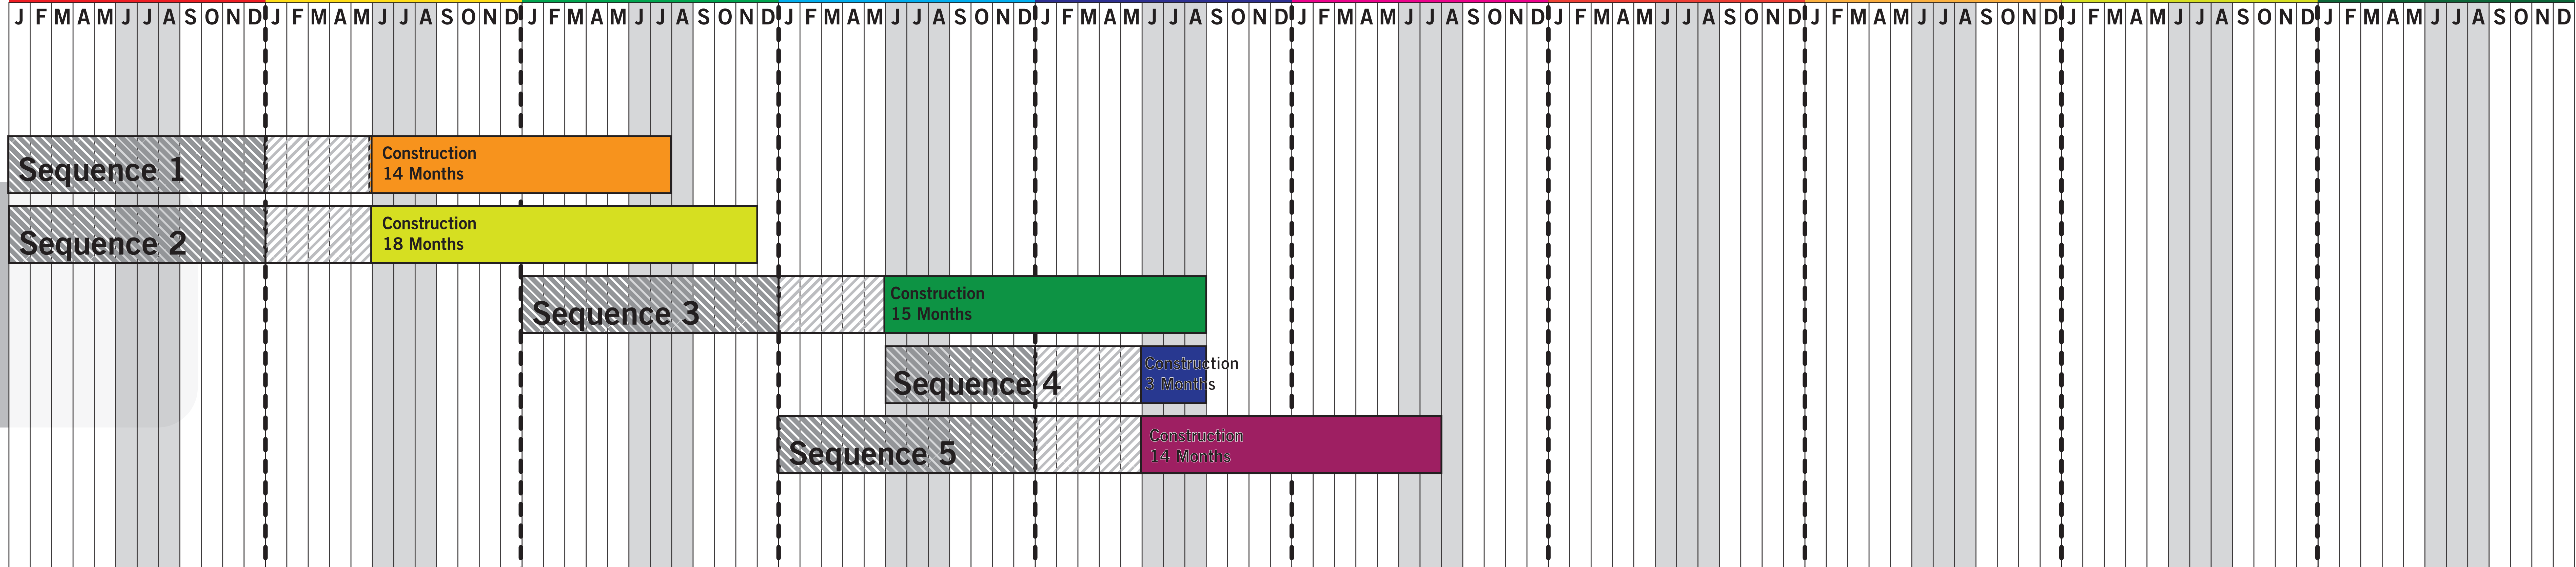 J F M A M J J A S O N D J F M A M J J A S O N D J F M A M J J A S O N D J F M A M J J A S O N D J F M A M J J A S O N D J F M A M J J A S O N D J F M A M J J A S O N D J F M A M J J A S O N D J F M A M J J A S O N D J F M A M J J A S O N D
Sequence 1
Construction
14 Months
Sequence 2
Construction
18 Months
Sequence 3
Construction
15 Months
Sequence 4
Construction
3 Months
Sequence 5
Construction
14 Months